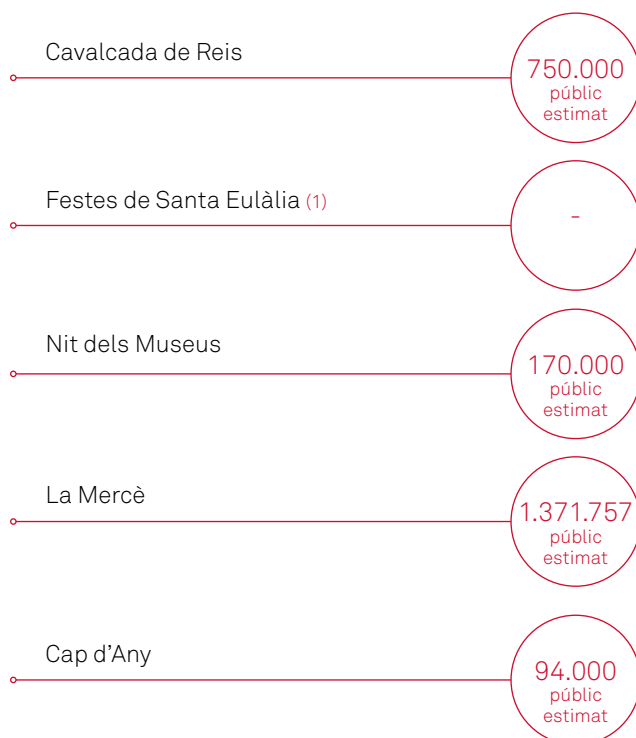 Cavalcada de Reis
750.000
públic
estimat
Festes de Santa Eulàlia (1)
-
Nit dels Museus
170.000
públic
estimat
La Mercè
1.371.757
públic
estimat
Cap d’Any
94.000
públic
estimat